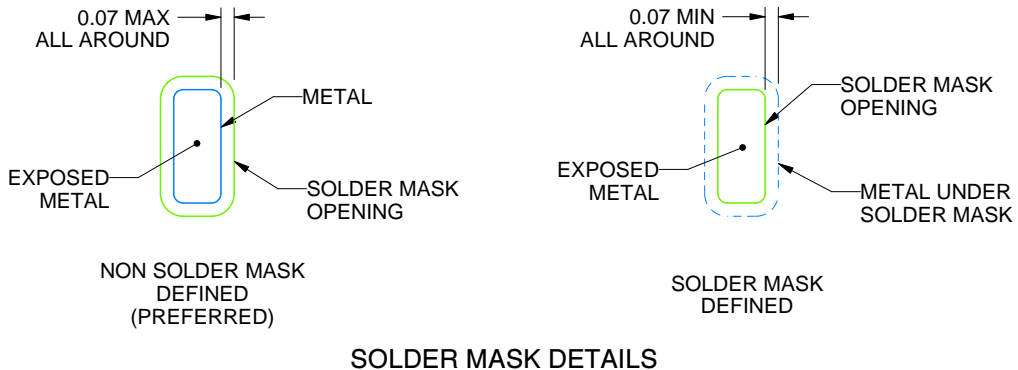 0.07 MAX
ALL AROUND
METAL
EXPOSED
METAL
SOLDER MASK
OPENING
NON SOLDER MASK
DEFINED
(PREFERRED)
0.07 MIN
ALL AROUND
SOLDER MASK
OPENING
EXPOSED
METAL
METAL UNDER
SOLDER MASK
SOLDER MASK
DEFINED
SOLDER MASK DETAILS